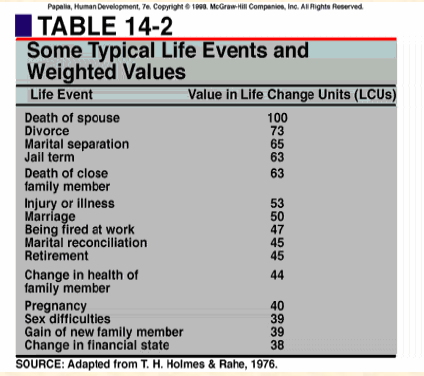 Papalia, Human Development, 7e. Copyright © 1998. McGraw-Hill Companies, Inc. All Rights Reserved.
TABLE 14-2
Some Typical Life Events and
Weighted Values
Life Event Value in Life Change Units (LCUs)
Death of spouse 100
Divorce 73
Marital separation 65
Jail term 63
Death of close 63
family member
Injury or illness 53
Marriage 50
Being fired at work 47
Marital reconciliation 45
Retirement 45
Change in health of 44
family member
Pregnancy 40
Sex difficulties 39
Gain of new family member 39
Change in financial state 38
SOURCE: Adapted from T. H. Holmes & Rahe, 1976.